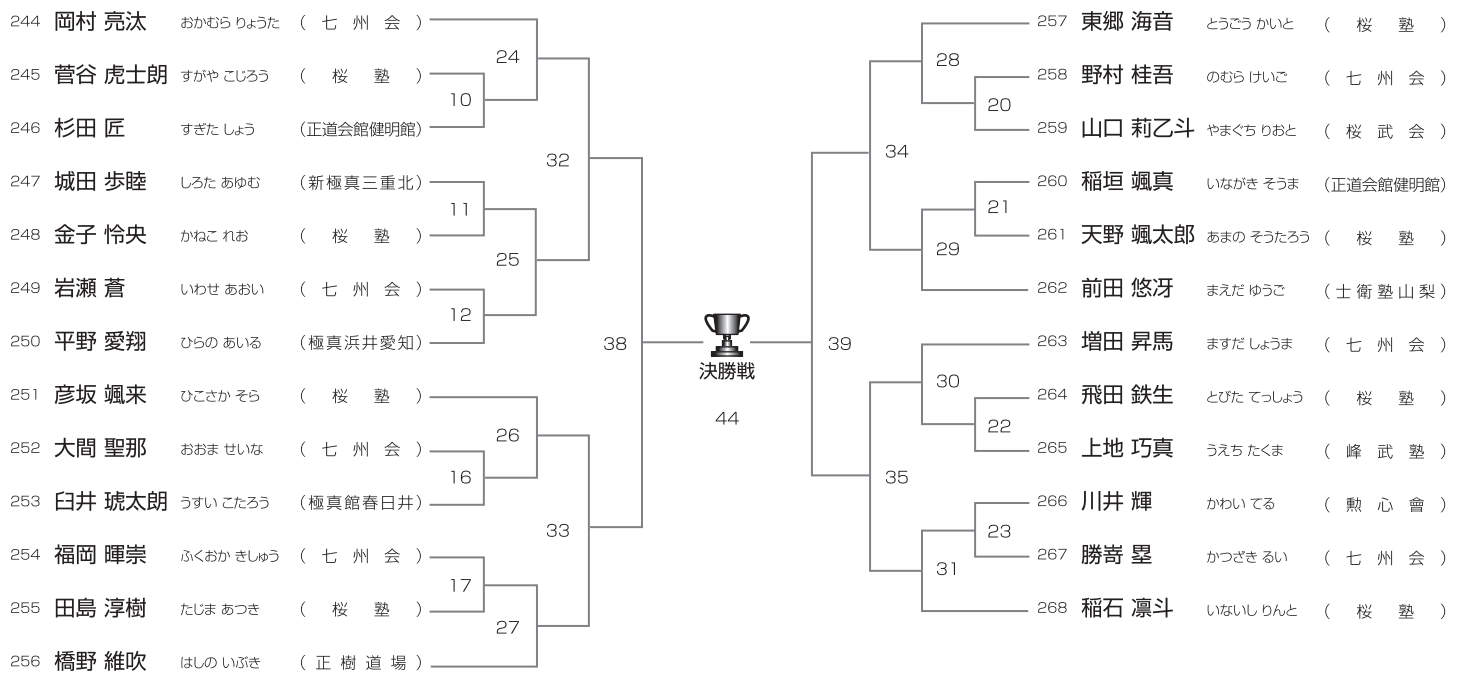 244 岡村 亮汰 おかむら りょうた （七州会）
245 菅谷 虎士朗 すがや こじろう （桜塾）
246 杉田 匠 すぎた しょう （正道会館健明館）
247 城田 歩睦 しろた あゆむ （新極真三重北）
248 金子 怜央 かねこ れお （桜塾）
249 岩瀬 蒼 いわせ あおい （七州会）
250 平野 愛翔 ひらの あいる （極真浜井愛知）
251 彦坂 颯来 ひこさか そら （桜塾）
252 大間 聖那 おおま せいな （七州会）
253 臼井 琥太朗 うすい こたろう （極真館春日井）
254 福岡 暉崇 ふくおか きしゅう （七州会）
255 田島 淳樹 たじま あつき （桜塾）
256 橋野 維吹 はしの いぶき （正樹道場）
24
10
32
11
25
12
38
26
16
33
17
27
決勝戦
44
28
20
34
21
29
39
30
22
35
23
31
257 東郷 海音 とうごう かいと （桜塾）
258 野村 桂吾 のむら けいご （七州会）
259 山口 莉乙斗 やまぐち りおと （桜武会）
260 稲垣 颯真 いながき そうま （正道会館健明館）
261 天野 颯太郎 あまの そうたろう （桜塾）
262 前田 悠冴 まえだ ゆうご （士衛塾山梨）
263 増田 昇馬 ますだ しょうま （七州会）
264 飛田 鉄生 とびた てっしょう （桜塾）
265 上地 巧真 うえち たくま （峰武塾）
266 川井 輝 かわい てる （勲心會）
267 勝嵜 塁 かつざき るい （七州会）
268 稲石 凛斗 いないし りんと （桜塾）